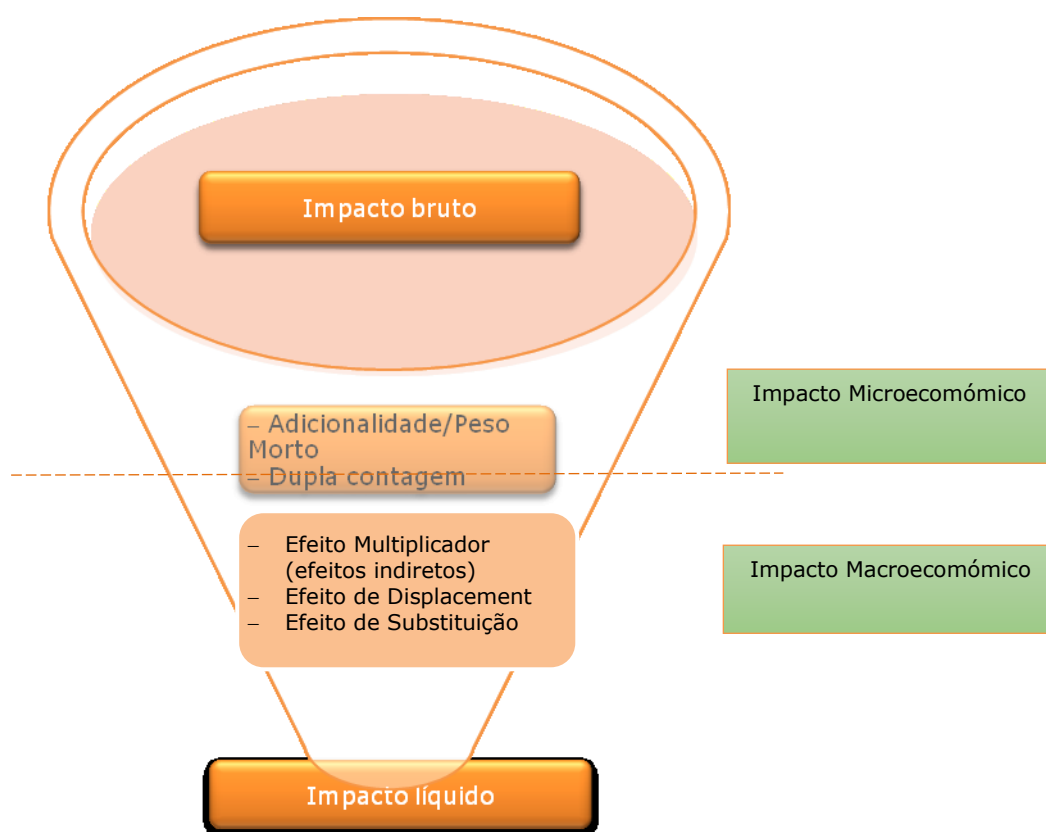 Impacto bruto
Impacto Microecomómico
– Adicionalidade/Peso
Morto
– Dupla contagem
– Efeito Multiplicador
(efeitos indiretos)
– Efeito de Displacement
– Efeito de Substituição
Impacto Macroecomómico
Impacto líquido